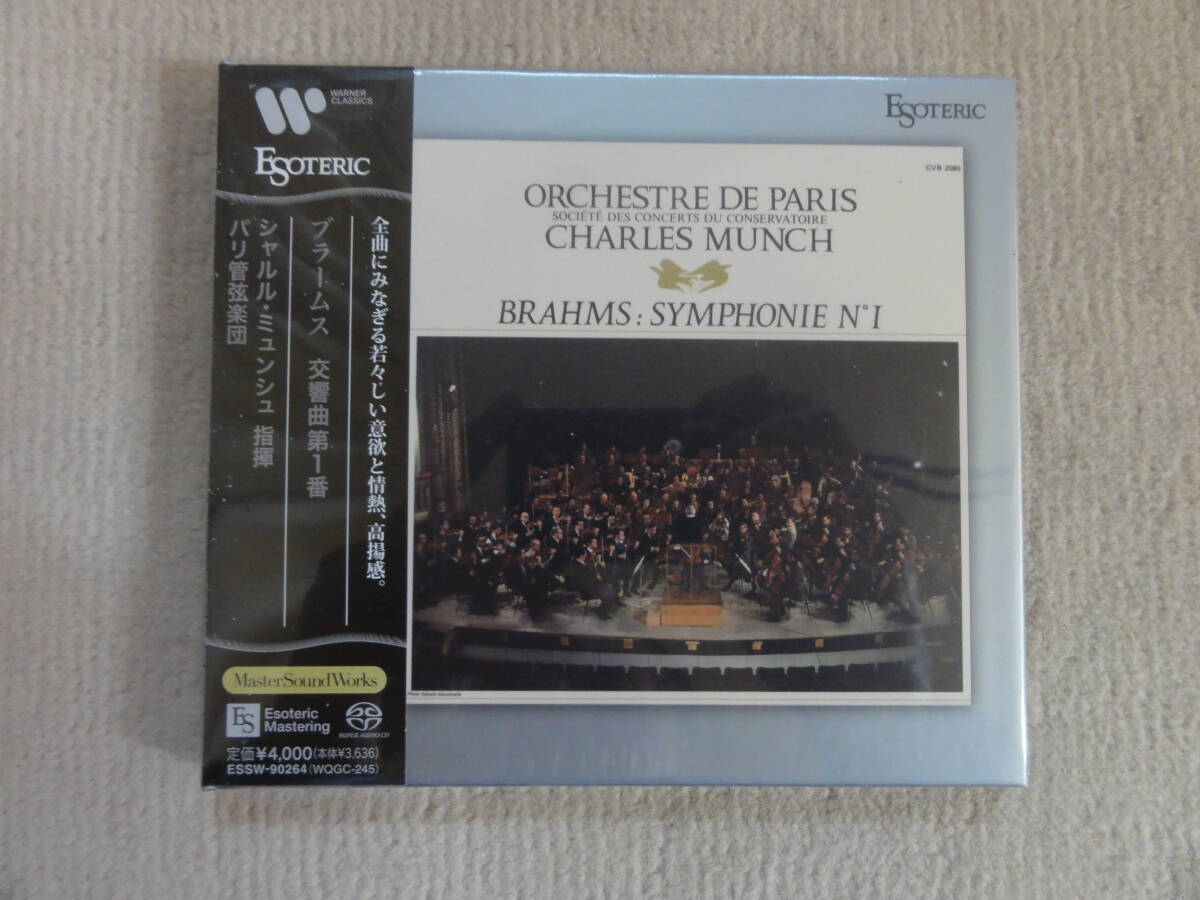 WARNER
CLASSICS
ESOTERIC
全曲にみなぎる若々しい意欲と情熱、高揚感。
ブラームス 交響曲第1番
シャルル・ミュンシュ 指揮
パリ管弦楽団
MasterSoundWorks
ES
Esoteric
Mastering
SUPER AUDIO CD
定価¥4,000(本体¥3,636)
ESSW-90264(WQGC-245)
ESOTERIC
CVB 2085
ORCHESTRE DE PARIS
SOCIÉTÉ DES CONCERTS DU CONSERVATOIRE
CHARLES MUNCH
BRAHMS : SYMPHONIE N°1